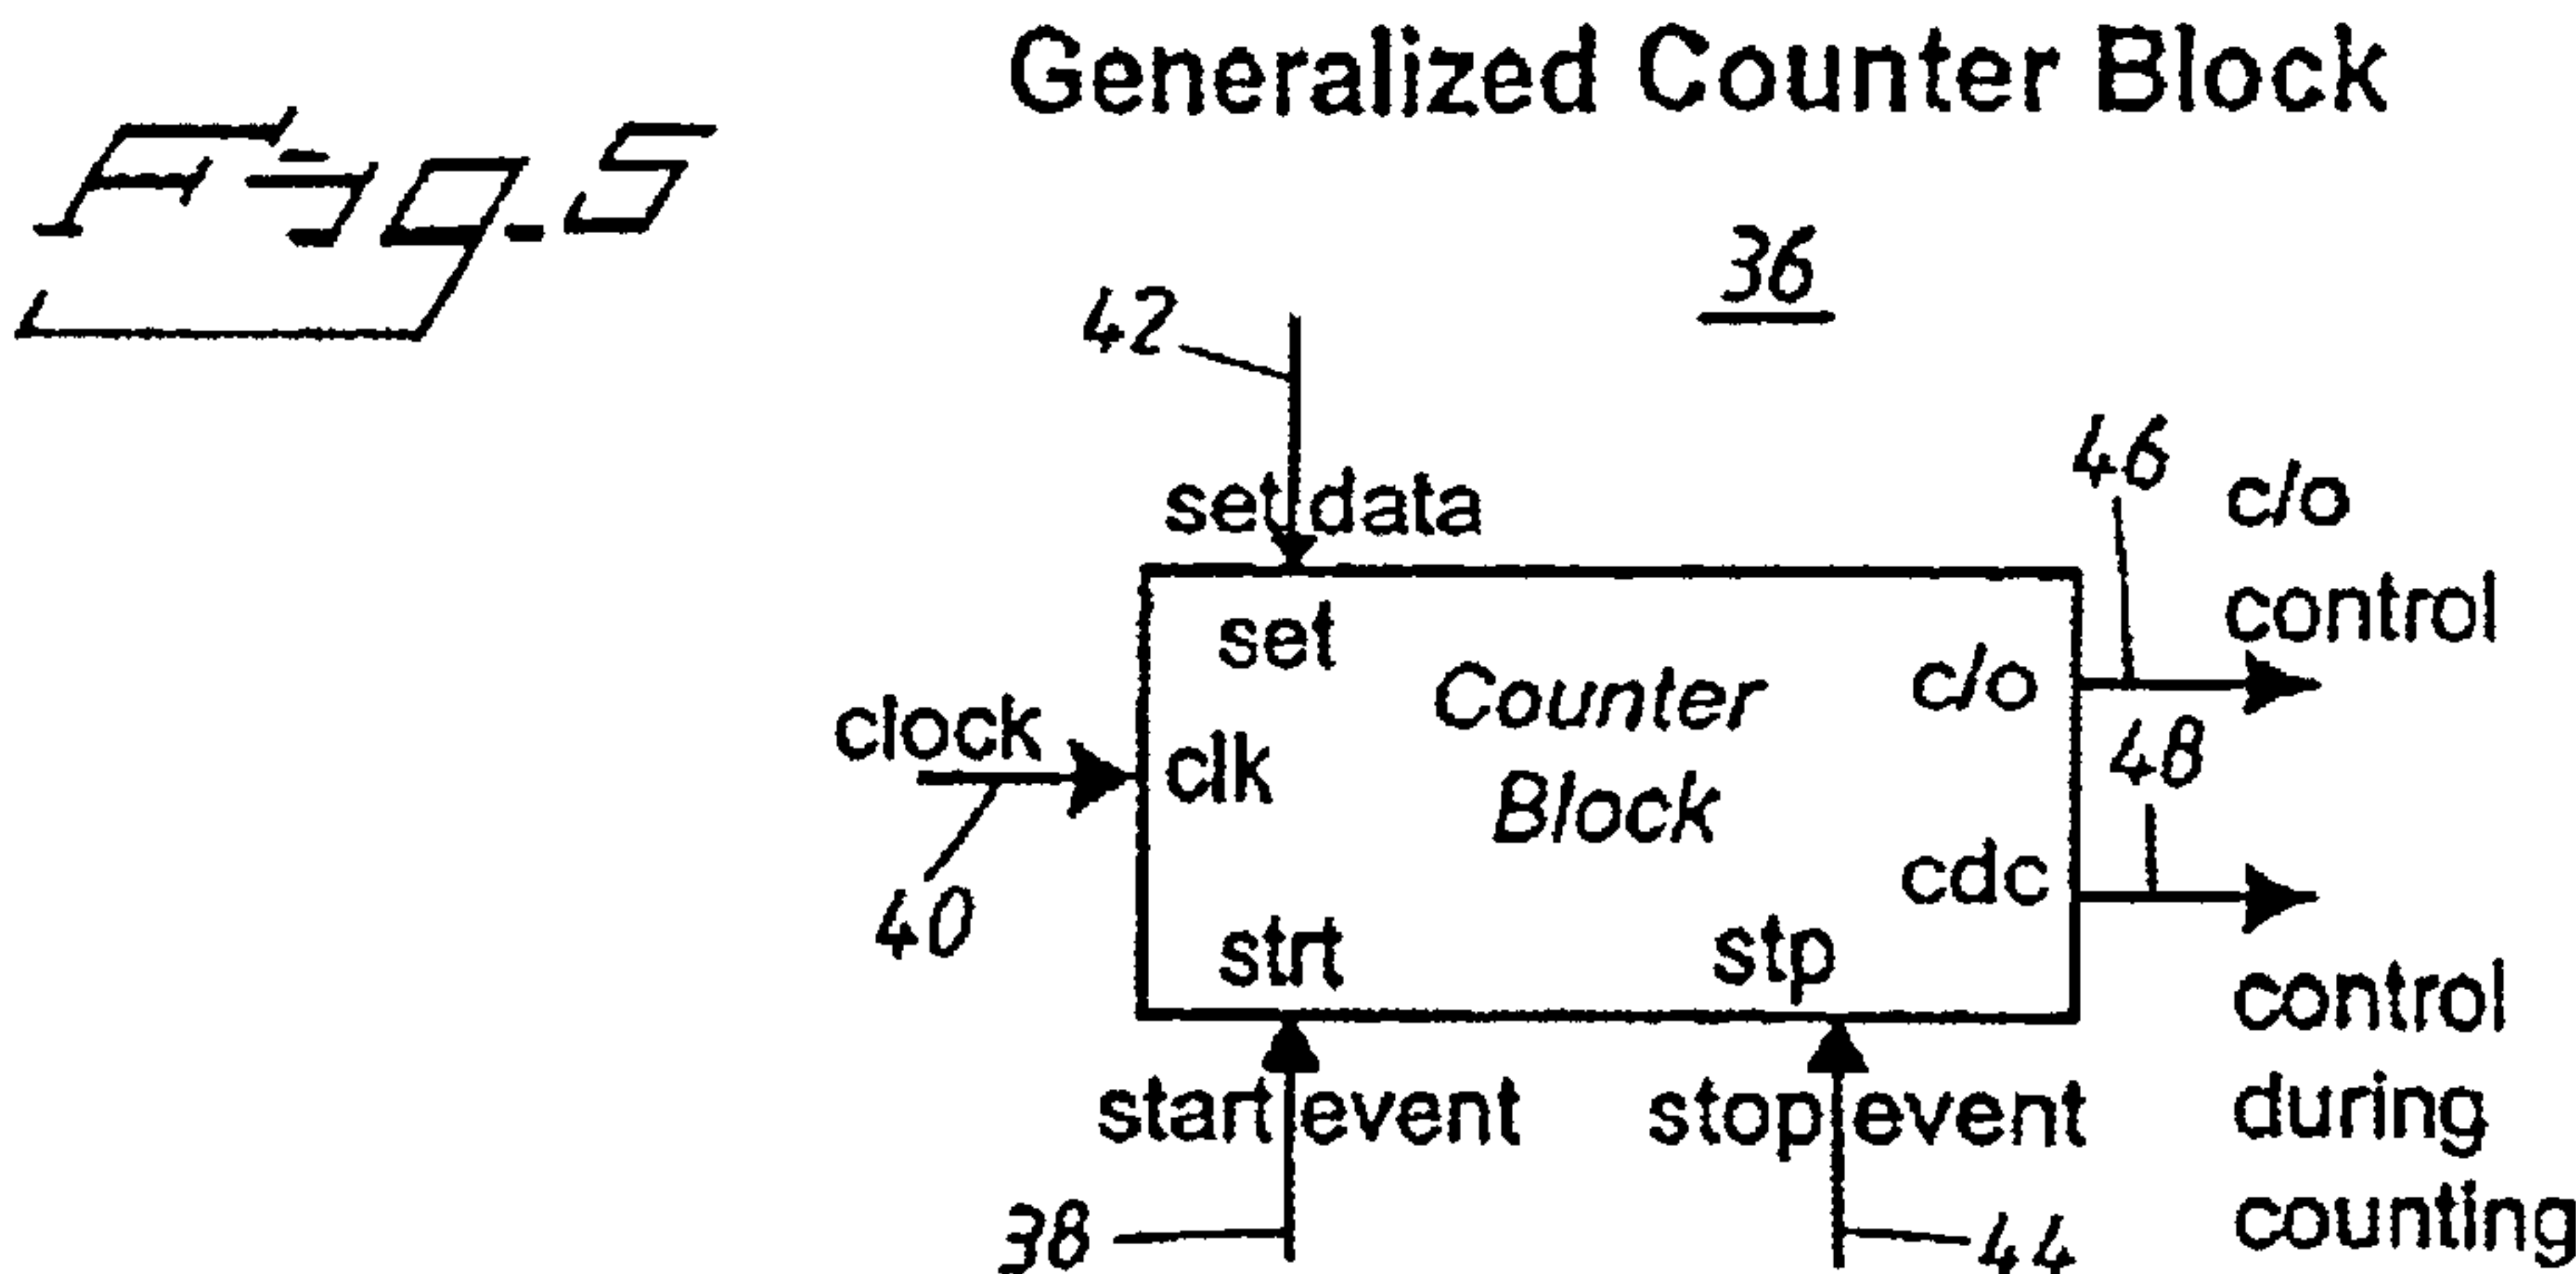 Generalized Counter Block
Fig. 5
36
42
set data
46
c/o
control
set
Counter
Block
c/o
clock
clk
48
40
cdc
strt
stp
start event
stop event
control
during
counting
38
44